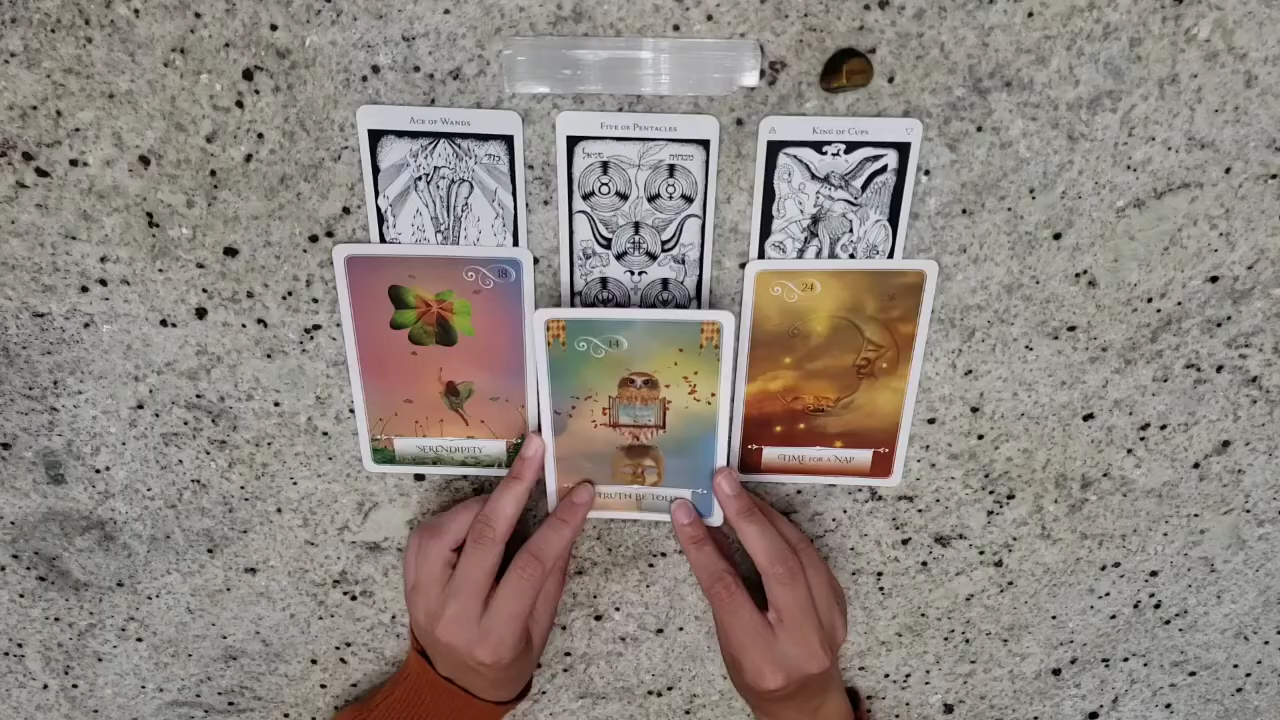 ACE OF WANDS
FIVE OF PENTACLES
KING OF CUPS
18
SERENDIPITY
14
TRUTH BE TOLD
24
TIME FOR A NAP